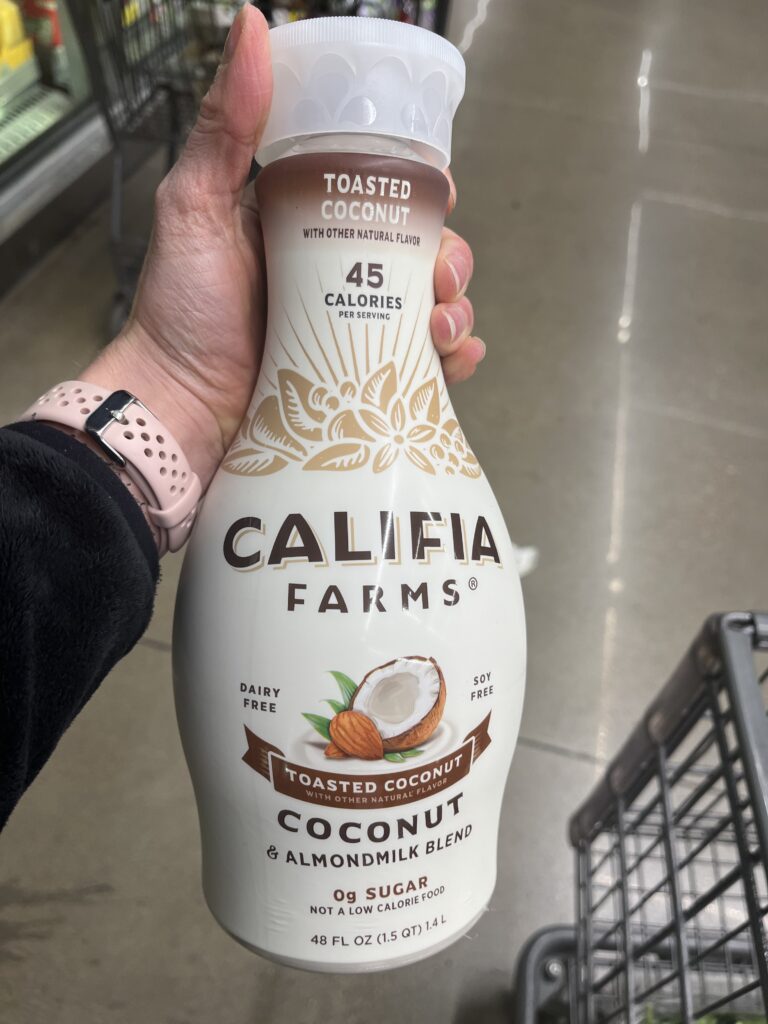 TOASTED
COCONUT
WITH OTHER NATURAL FLAVOR
45
CALORIES
PER SERVING
CALIFIA
FARMS®
DAIRY
FREE
SOY
FREE
TOASTED COCONUT
WITH OTHER NATURAL FLAVOR
COCONUT
& ALMONDMILK BLEND
0g SUGAR
NOT A LOW CALORIE FOOD
48 FL OZ (1.5 QT) 1.4 L